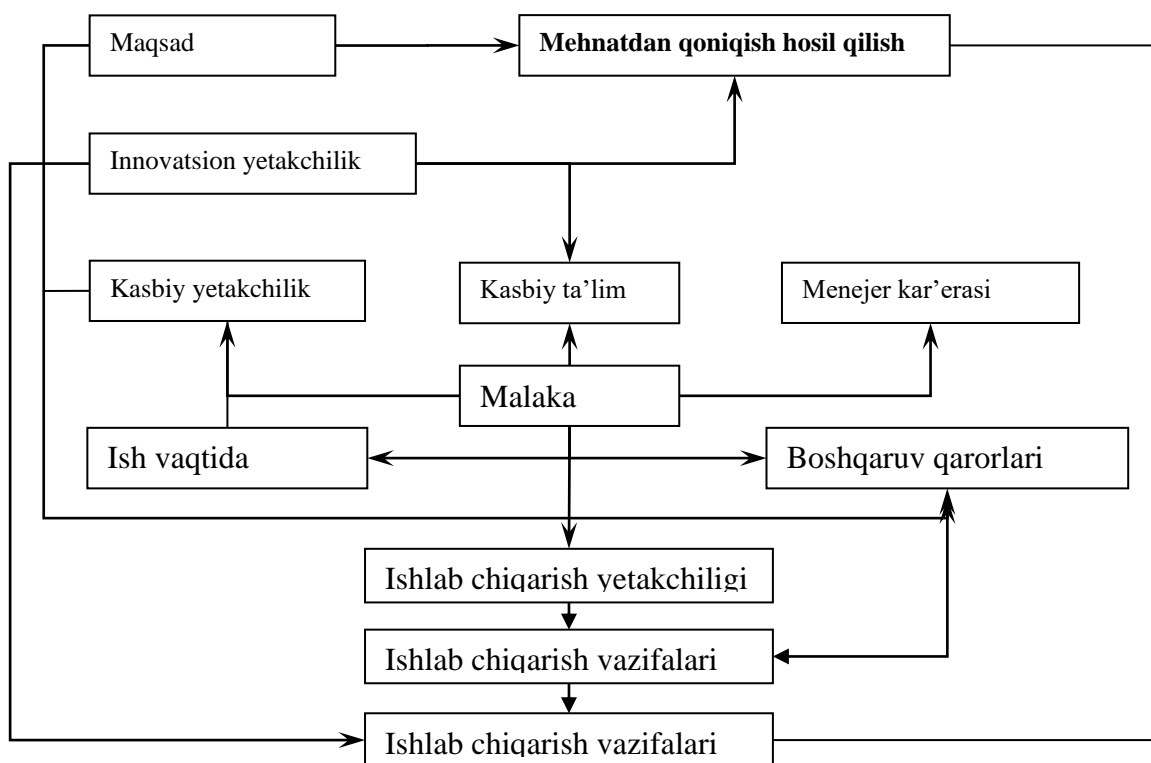 Maqsad
Mehnatdan qoniqish hosil qilish
Innovatsion yetakchilik
Kasbiy yetakchilik
Kasbiy ta’lim
Menejer kar’erasi
Malaka
Ish vaqtida
Boshqaruv qarorlari
Ishlab chiqarish yetakchiligi
Ishlab chiqarish vazifalari
Ishlab chiqarish vazifalari